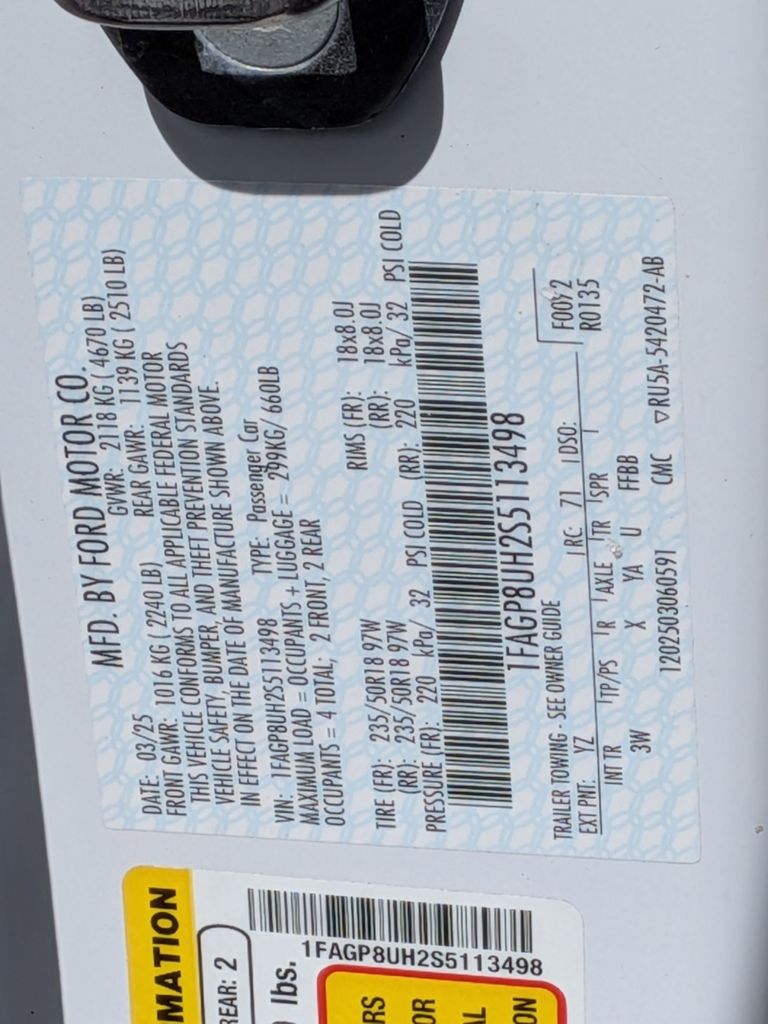 MFD. BY FORD MOTOR CO.
DATE: 03/25 GVWR: 2118 KG ( 4670 LB)
FRONT GAWR: 1016 KG ( 2240 LB) REAR GAWR: 1139 KG ( 2510 LB)
THIS VEHICLE CONFORMS TO ALL APPLICABLE FEDERAL MOTOR
VEHICLE SAFETY, BUMPER, AND THEFT PREVENTION STANDARDS
IN EFFECT ON THE DATE OF MANUFACTURE SHOWN ABOVE.
VIN: 1FAGP8UH2S5113498 TYPE: Passenger Car
MAXIMUM LOAD = OCCUPANTS + LUGGAGE = 299KG/ 660LB
OCCUPANTS = 4 TOTAL; 2 FRONT, 2 REAR
TIRE (FR): 235/50R18 97W RIMS (FR): 18x8.0J
(RR): 235/50R18 97W (RR): 18x8.0J
PRESSURE (FR): 220 kPa/ 32 PSI COLD (RR): 220 kPa/ 32 PSI COLD
1FAGP8UH2S5113498
TRAILER TOWING - SEE OWNER GUIDE
F0072
R0135
EXT PNT: YZ RC: 71 DSO:
INT TR TP/PS R AXLE TR SPR
3W X YA U FFBB
1202503060591 CMC ▽RU5A-5420472-AB
MATION
REAR: 2
lbs.
1FAGP8UH2S5113498
RS
OR
AL
ON